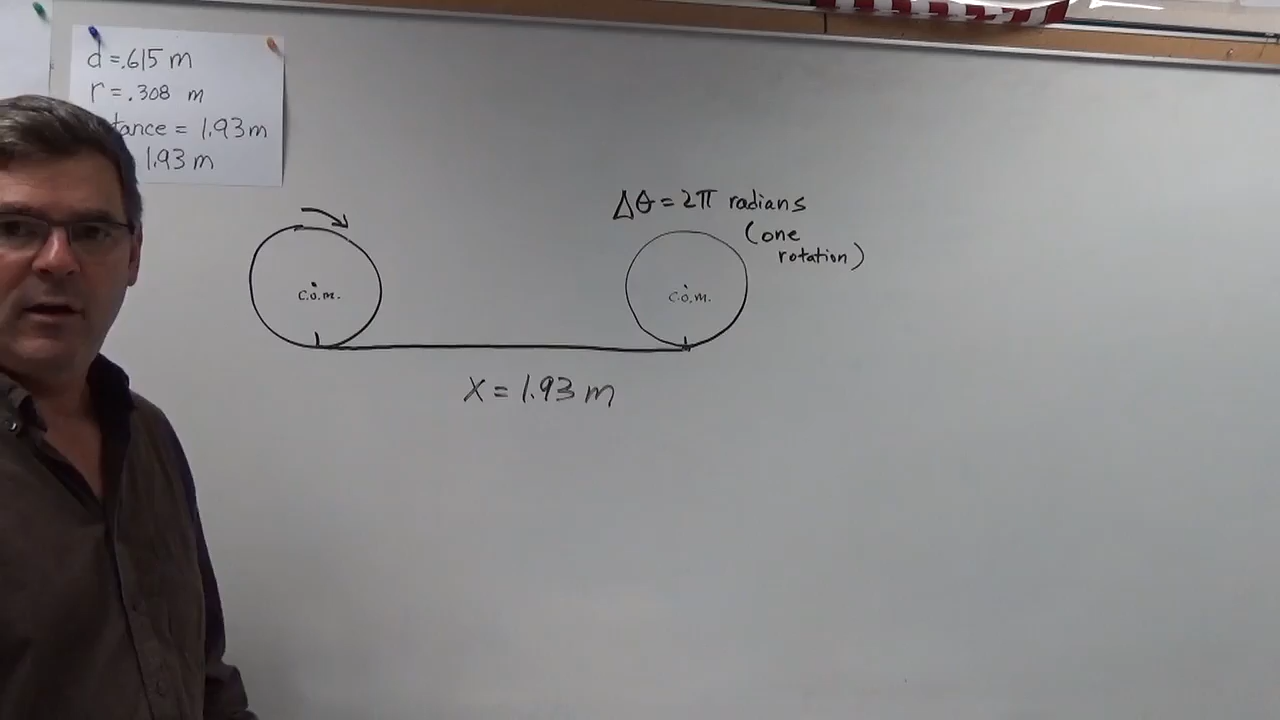 d = .615 m
r = .308 m
tance = 1.93 m
1.93 m
Δθ = 2π radians
(one
rotation)
c.o.m.
c.o.m.
x = 1.93 m